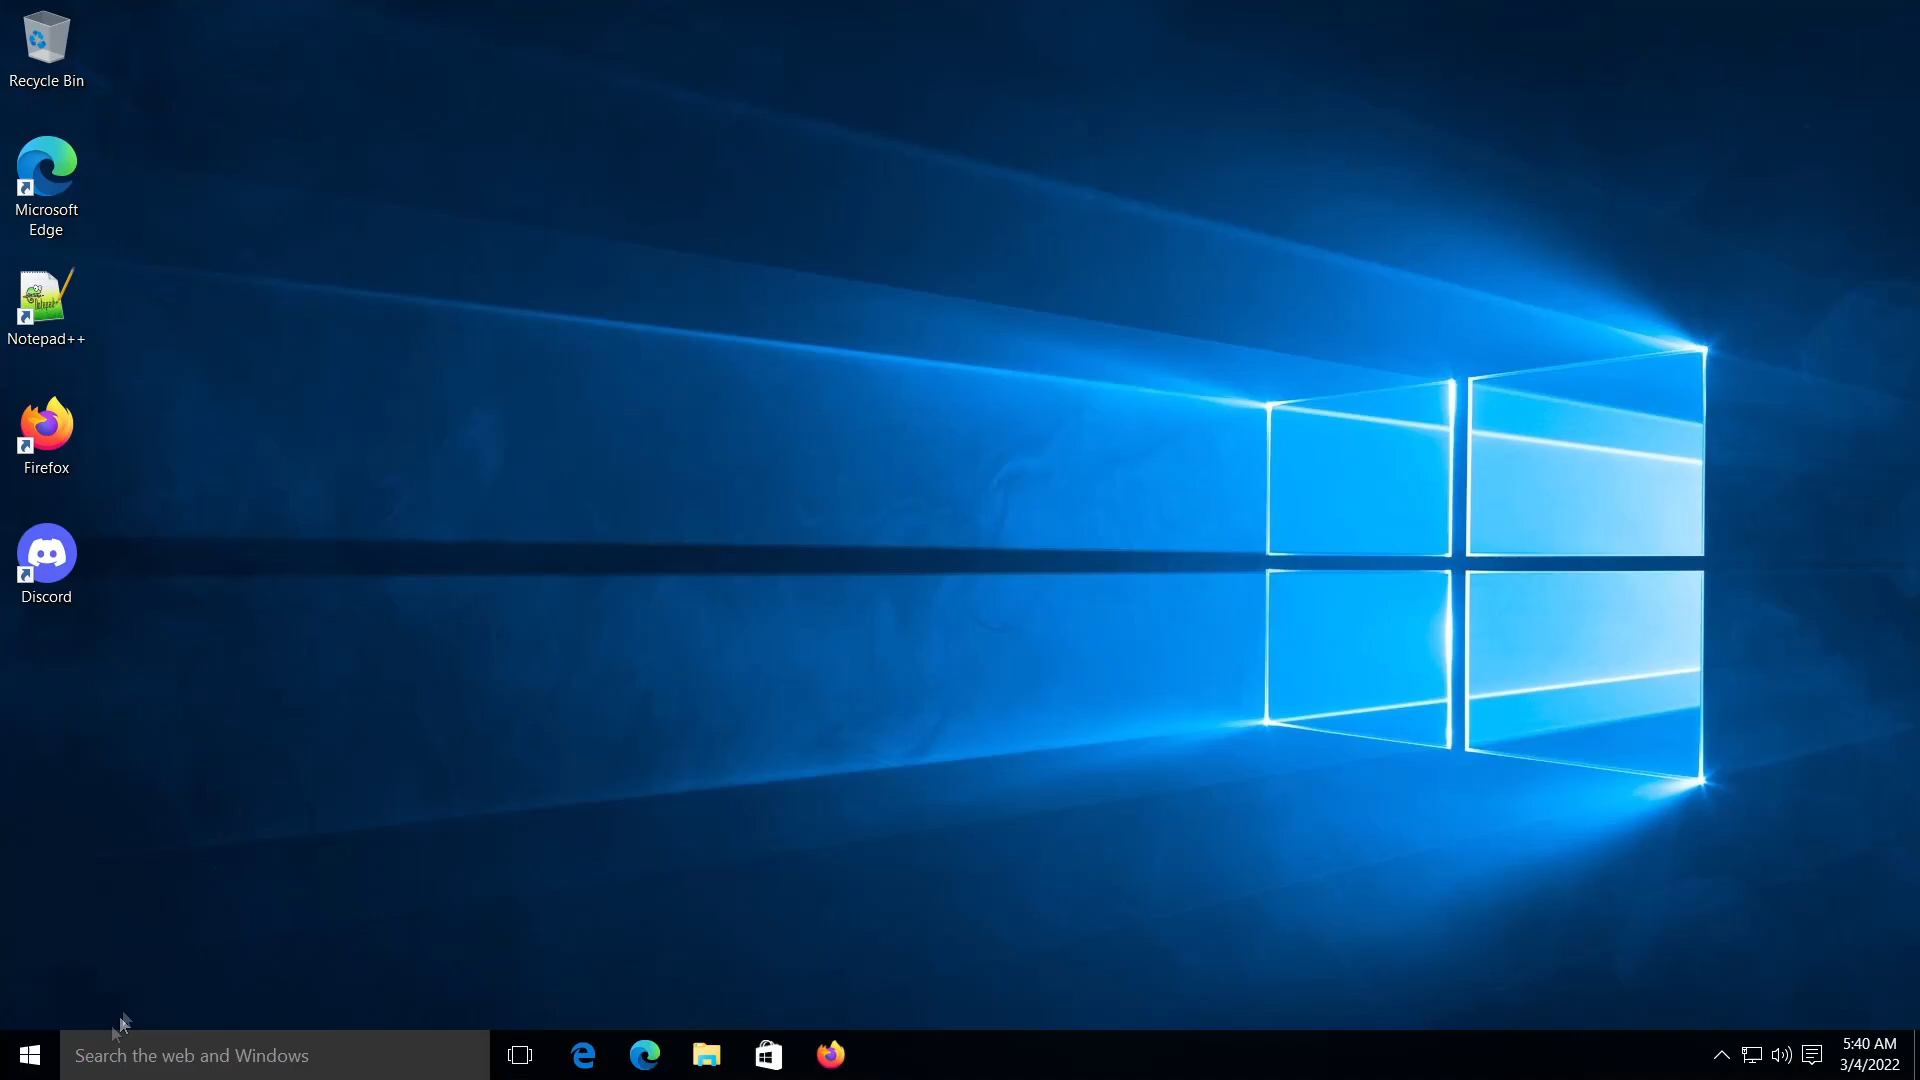 Recycle Bin
Microsoft
Edge
Notepad++
Firefox
Discord
Search the web and Windows
5:40 AM
3/4/2022